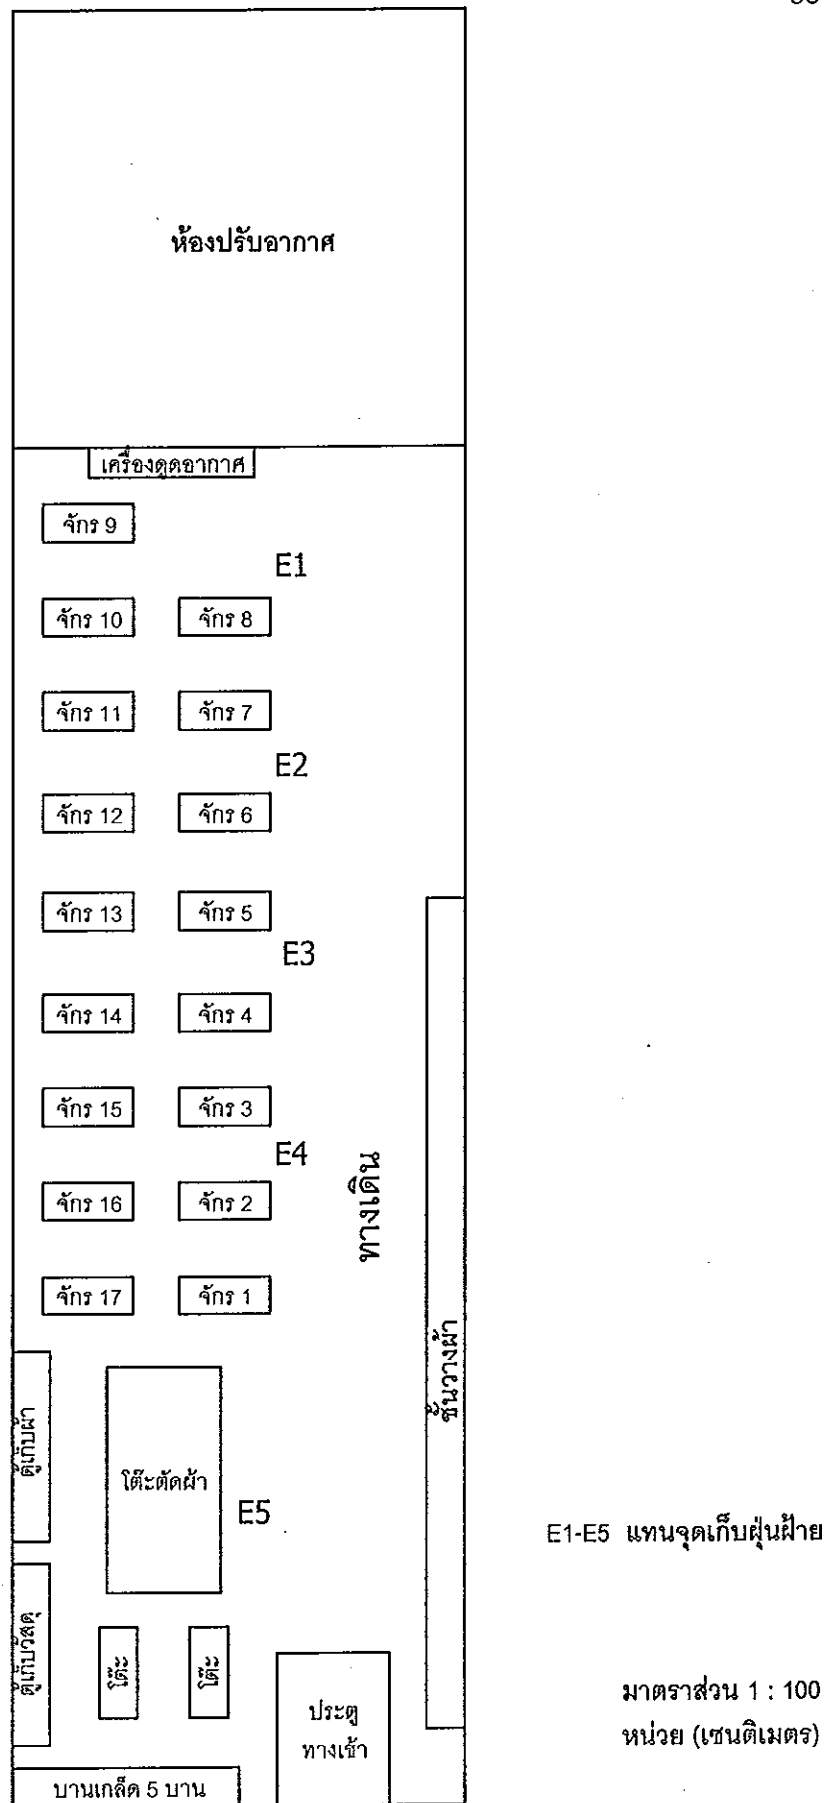 ห้องปรับอากาศ
เครื่องดูดอากาศ
จักร 9
E1
จักร 10
จักร 8
จักร 11
จักร 7
E2
จักร 12
จักร 6
จักร 13
จักร 5
E3
จักร 14
จักร 4
จักร 15
จักร 3
E4
ทางเดิน
จักร 16
จักร 2
จักร 17
จักร 1
ชั้นวางผ้า
ตู้เก็บผ้า
โต๊ะตัดผ้า
E5
E1-E5 แทนจุดเก็บฝุ่นฝ้าย
ตู้เก็บวัสดุ
โต๊ะ
โต๊ะ
ประตู
ทางเข้า
มาตราส่วน 1 : 100
หน่วย (เซนติเมตร)
บานเกล็ด 5 บาน